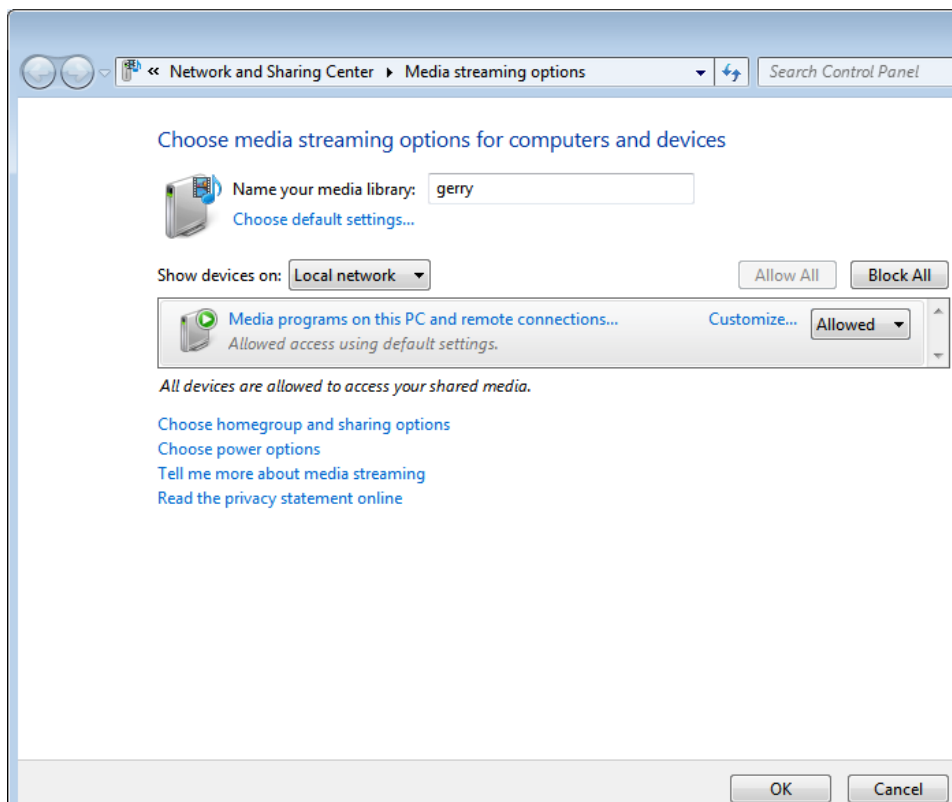 « Network and Sharing Center ▸ Media streaming options Search Control Panel
Choose media streaming options for computers and devices
Name your media library: gerry
Choose default settings...
Show devices on: Local network Allow All Block All
Media programs on this PC and remote connections... Customize... Allowed
Allowed access using default settings.
All devices are allowed to access your shared media.
Choose homegroup and sharing options
Choose power options
Tell me more about media streaming
Read the privacy statement online
OK Cancel